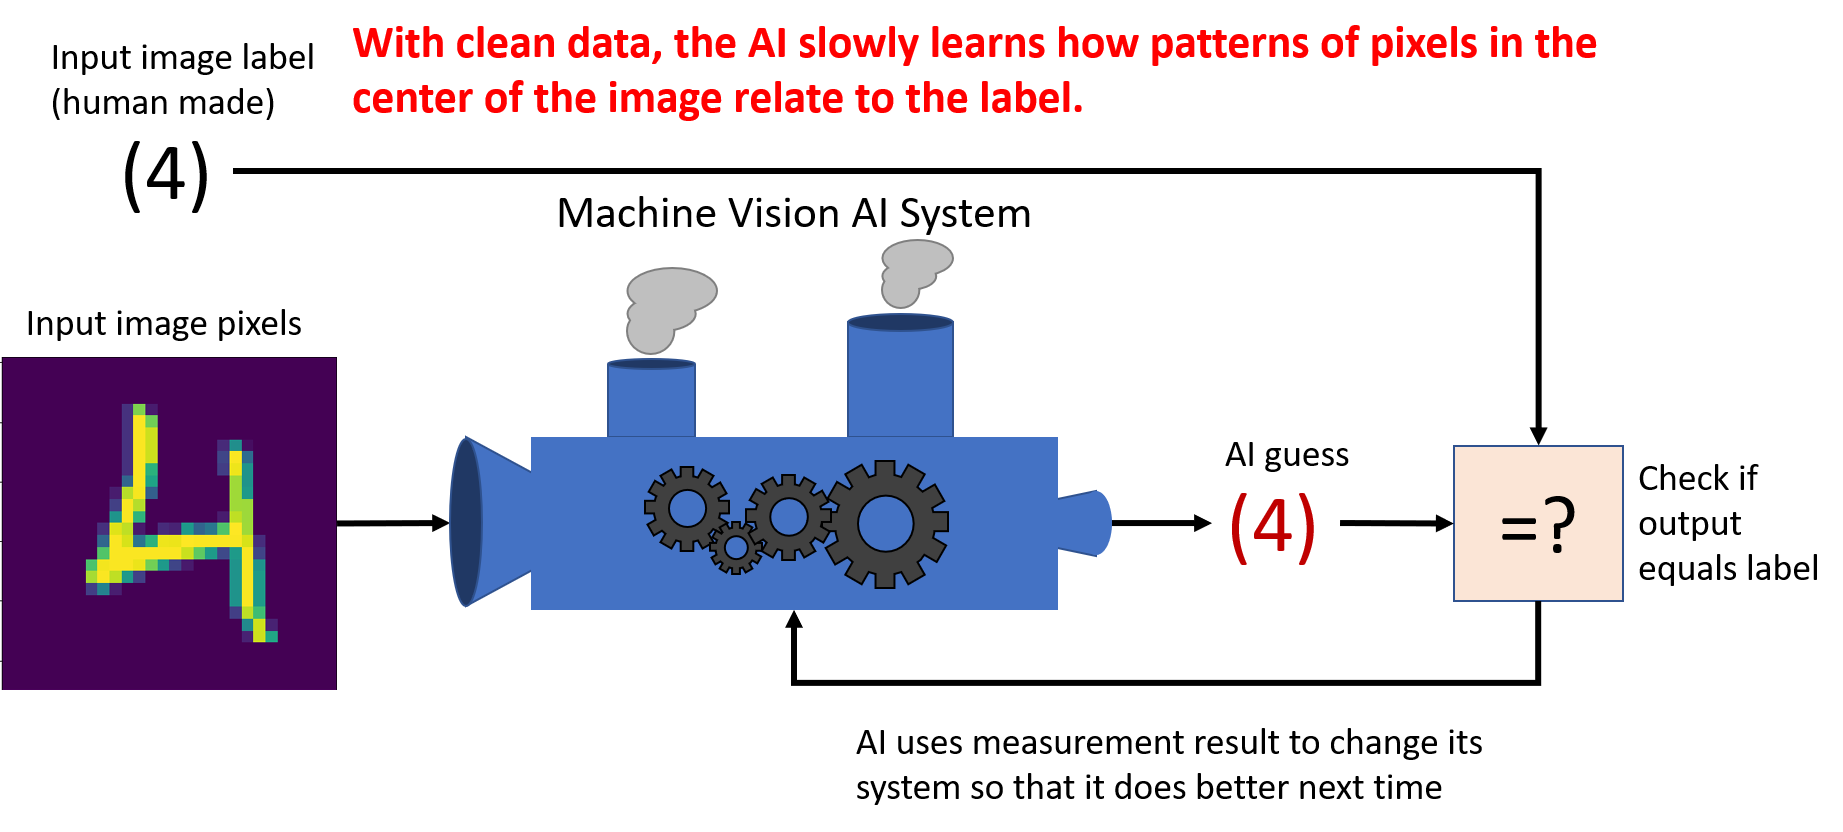 Input image label
(human made)
With clean data, the AI slowly learns how patterns of pixels in the
center of the image relate to the label.
(4)
Machine Vision AI System
Input image pixels
AI guess
(4)
=?
Check if
output
equals label
AI uses measurement result to change its
system so that it does better next time